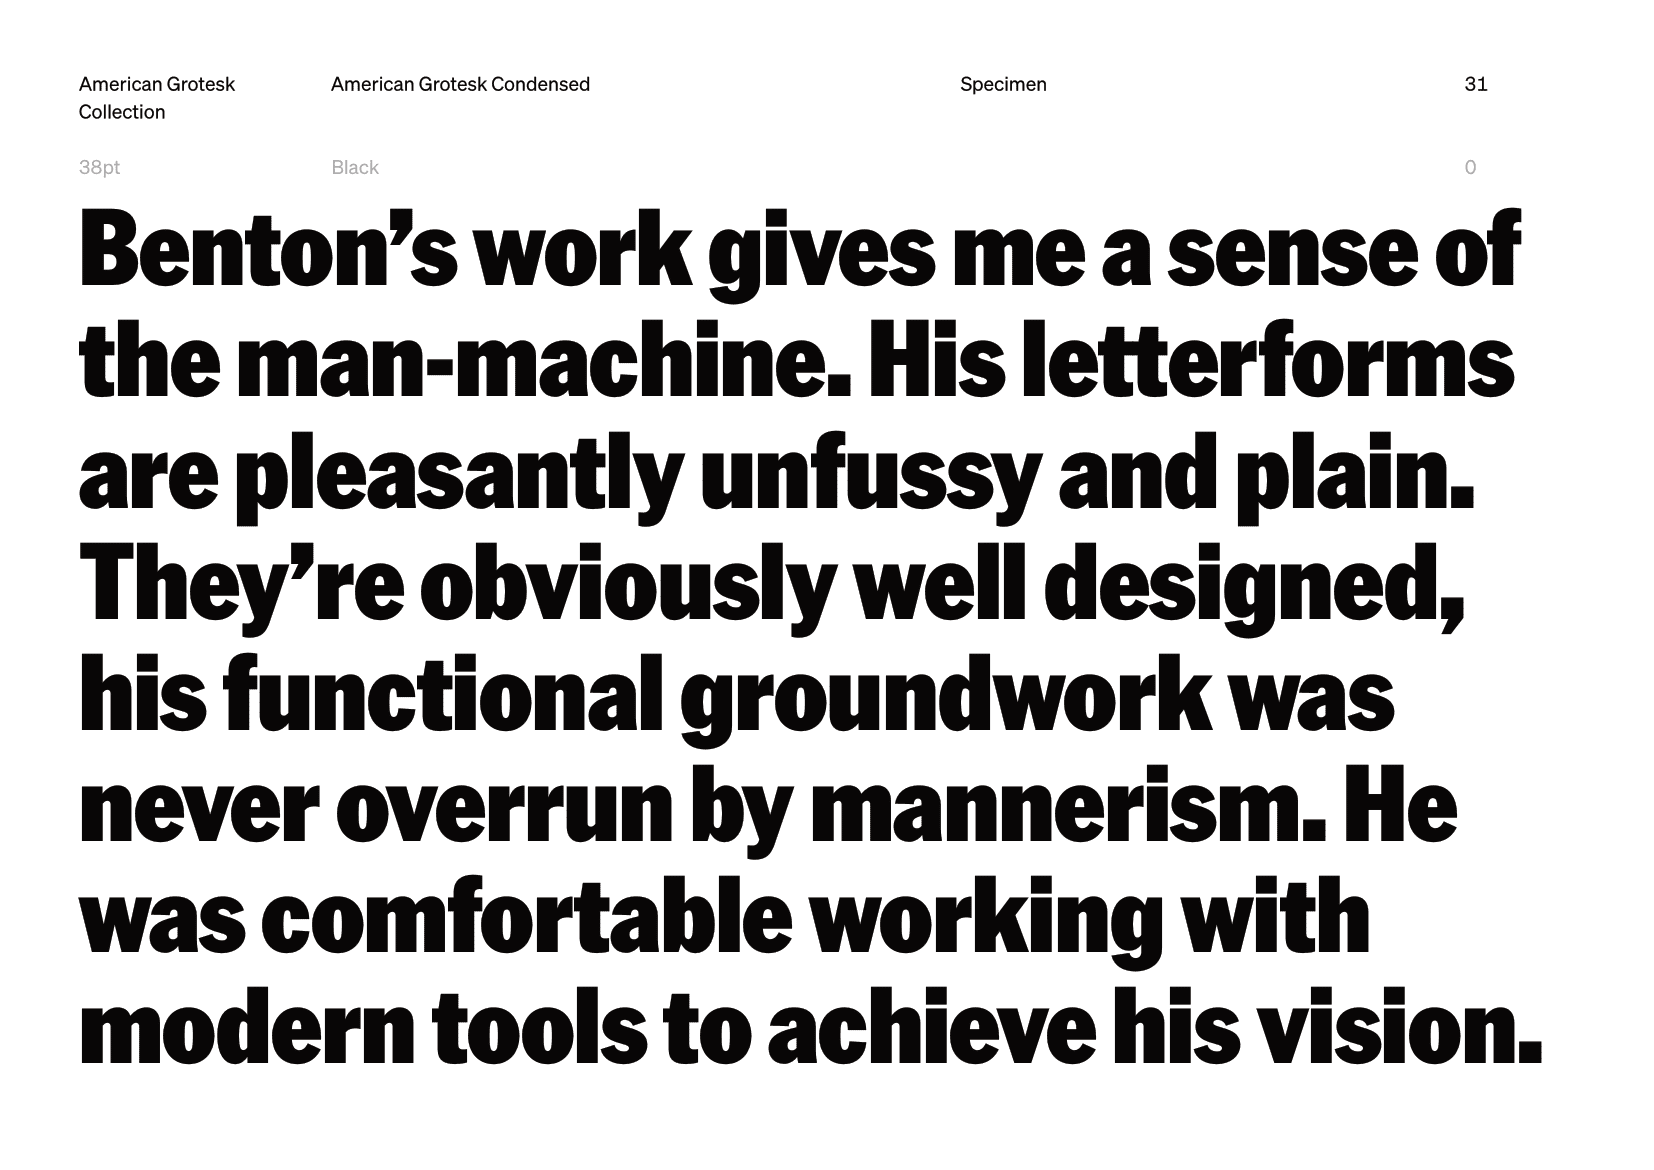 American Grotesk Collection
American Grotesk Condensed
Specimen
31
38pt
Black
0
Benton’s work gives me a sense of
the man-machine. His letterforms
are pleasantly unfussy and plain.
They’re obviously well designed,
his functional groundwork was
never overrun by mannerism. He
was comfortable working with
modern tools to achieve his vision.